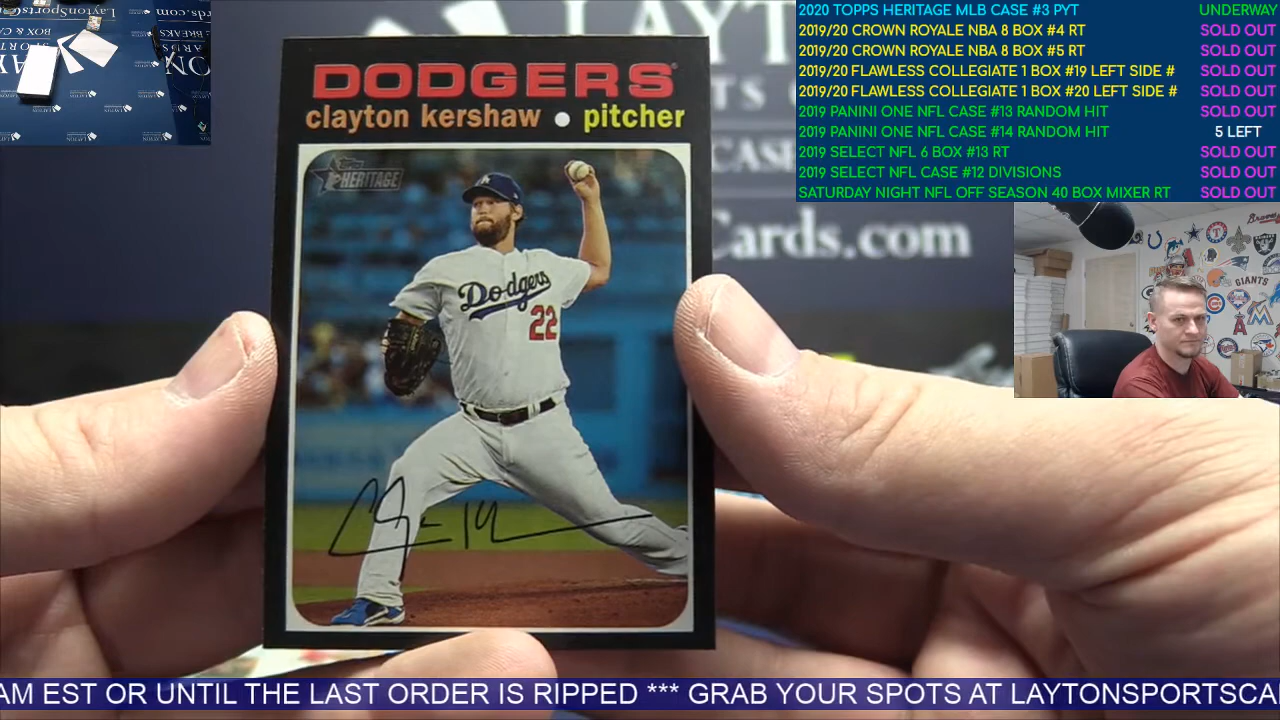 2020 TOPPS HERITAGE MLB CASE #3 PYT UNDERWAY
2019/20 CROWN ROYALE NBA 8 BOX #4 RT SOLD OUT
2019/20 CROWN ROYALE NBA 8 BOX #5 RT SOLD OUT
2019/20 FLAWLESS COLLEGIATE 1 BOX #19 LEFT SIDE # SOLD OUT
2019/20 FLAWLESS COLLEGIATE 1 BOX #20 LEFT SIDE # SOLD OUT
2019 PANINI ONE NFL CASE #13 RANDOM HIT SOLD OUT
2019 PANINI ONE NFL CASE #14 RANDOM HIT 5 LEFT
2019 SELECT NFL 6 BOX #13 RT SOLD OUT
2019 SELECT NFL CASE #12 DIVISIONS SOLD OUT
SATURDAY NIGHT NFL OFF SEASON 40 BOX MIXER RT SOLD OUT
LAYTON
DODGERS
clayton kershaw • pitcher
Topps
HERITAGE
Cards.com
Dodgers
22
GIANTS
AM EST OR UNTIL THE LAST ORDER IS RIPPED *** GRAB YOUR SPOTS AT LAYTONSPORTSCA